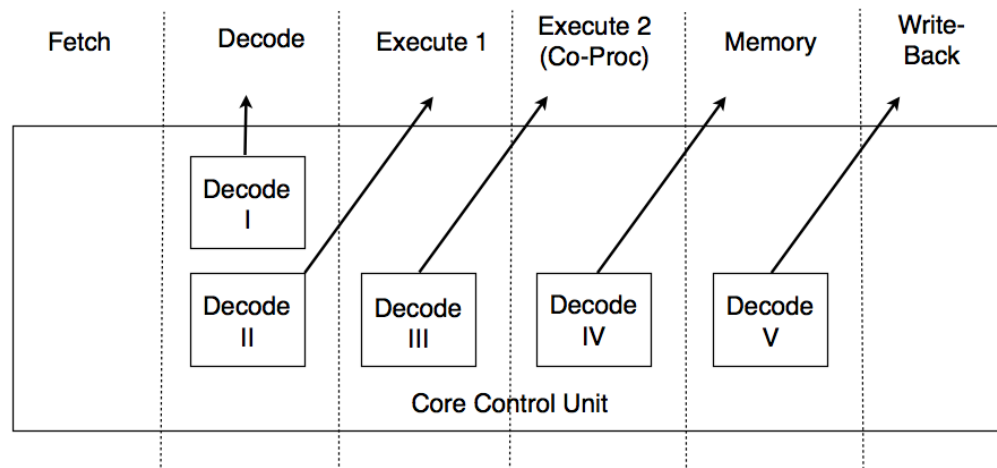 Fetch
Decode
Execute 1
Execute 2
(Co-Proc)
Memory
Write-
Back
Decode
I
Decode
II
Decode
III
Decode
IV
Decode
V
Core Control Unit